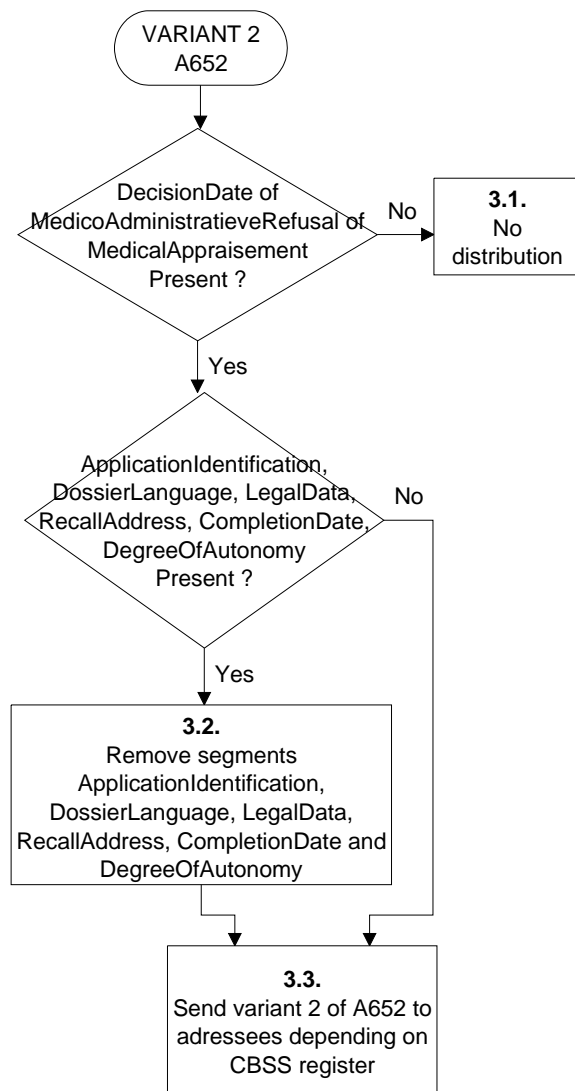 VARIANT 2
A652
DecisionDate of
MedicoAdministratieveRefusal of
MedicalAppraisement
Present ?
No
3.1.
No
distribution
Yes
ApplicationIdentification,
DossierLanguage, LegalData,
RecallAddress, CompletionDate,
DegreeOfAutonomy
Present ?
No
Yes
3.2.
Remove segments
ApplicationIdentification,
DossierLanguage, LegalData,
RecallAddress, CompletionDate and
DegreeOfAutonomy
3.3.
Send variant 2 of A652 to
adressees depending on
CBSS register